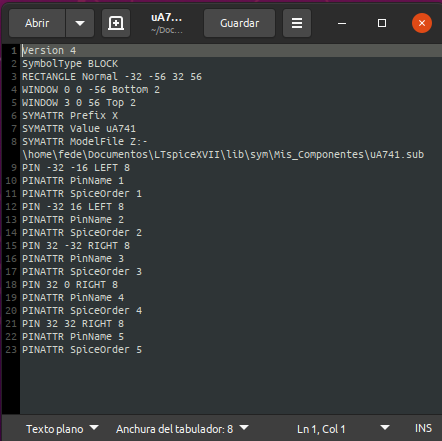 Abrir
uA7...
~/Doc...
Guardar
1 Version 4
2 SymbolType BLOCK
3 RECTANGLE Normal -32 -56 32 56
4 WINDOW 0 0 -56 Bottom 2
5 WINDOW 3 0 56 Top 2
6 SYMATTR Prefix X
7 SYMATTR Value uA741
8 SYMATTR ModelFile Z:-
\home\fede\Documentos\LTspiceXVII\lib\sym\Mis_Componentes\uA741.sub
9 PIN -32 -16 LEFT 8
10 PINATTR PinName 1
11 PINATTR SpiceOrder 1
12 PIN -32 16 LEFT 8
13 PINATTR PinName 2
14 PINATTR SpiceOrder 2
15 PIN 32 -32 RIGHT 8
16 PINATTR PinName 3
17 PINATTR SpiceOrder 3
18 PIN 32 0 RIGHT 8
19 PINATTR PinName 4
20 PINATTR SpiceOrder 4
21 PIN 32 32 RIGHT 8
22 PINATTR PinName 5
23 PINATTR SpiceOrder 5
Texto plano Anchura del tabulador: 8 Ln 1, Col 1 INS